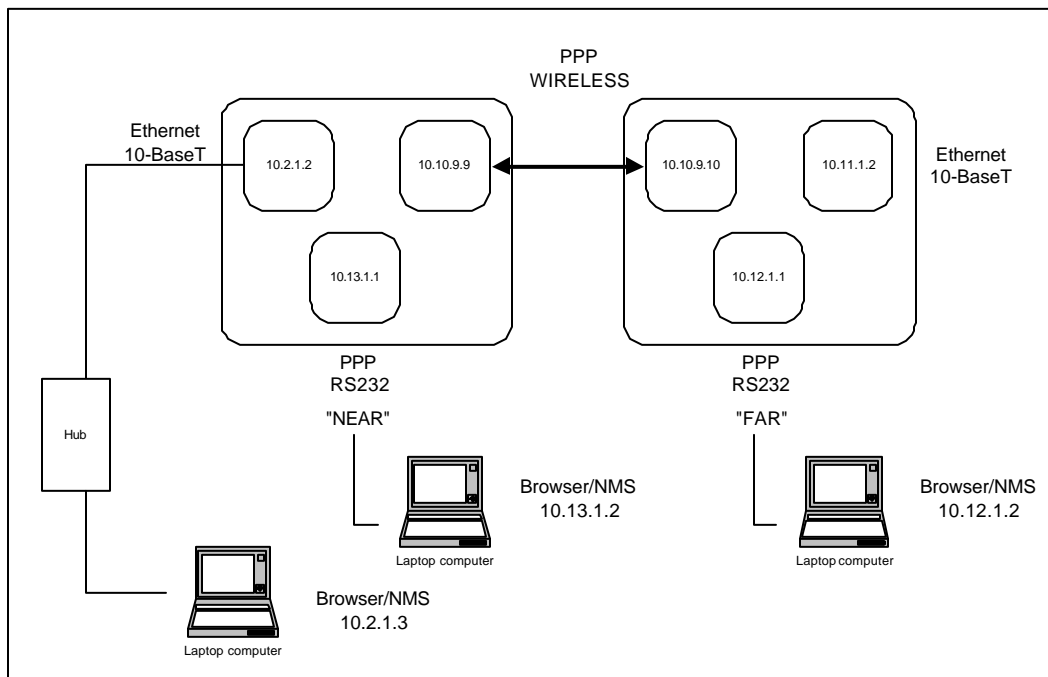 PPP
WIRELESS
Ethernet
10-BaseT
10.2.1.2
10.10.9.9
10.10.9.10
10.11.1.2
Ethernet
10-BaseT
10.13.1.1
10.12.1.1
PPP
RS232
PPP
RS232
"NEAR"
"FAR"
Hub
Browser/NMS
10.13.1.2
Laptop computer
Browser/NMS
10.12.1.2
Laptop computer
Browser/NMS
10.2.1.3
Laptop computer